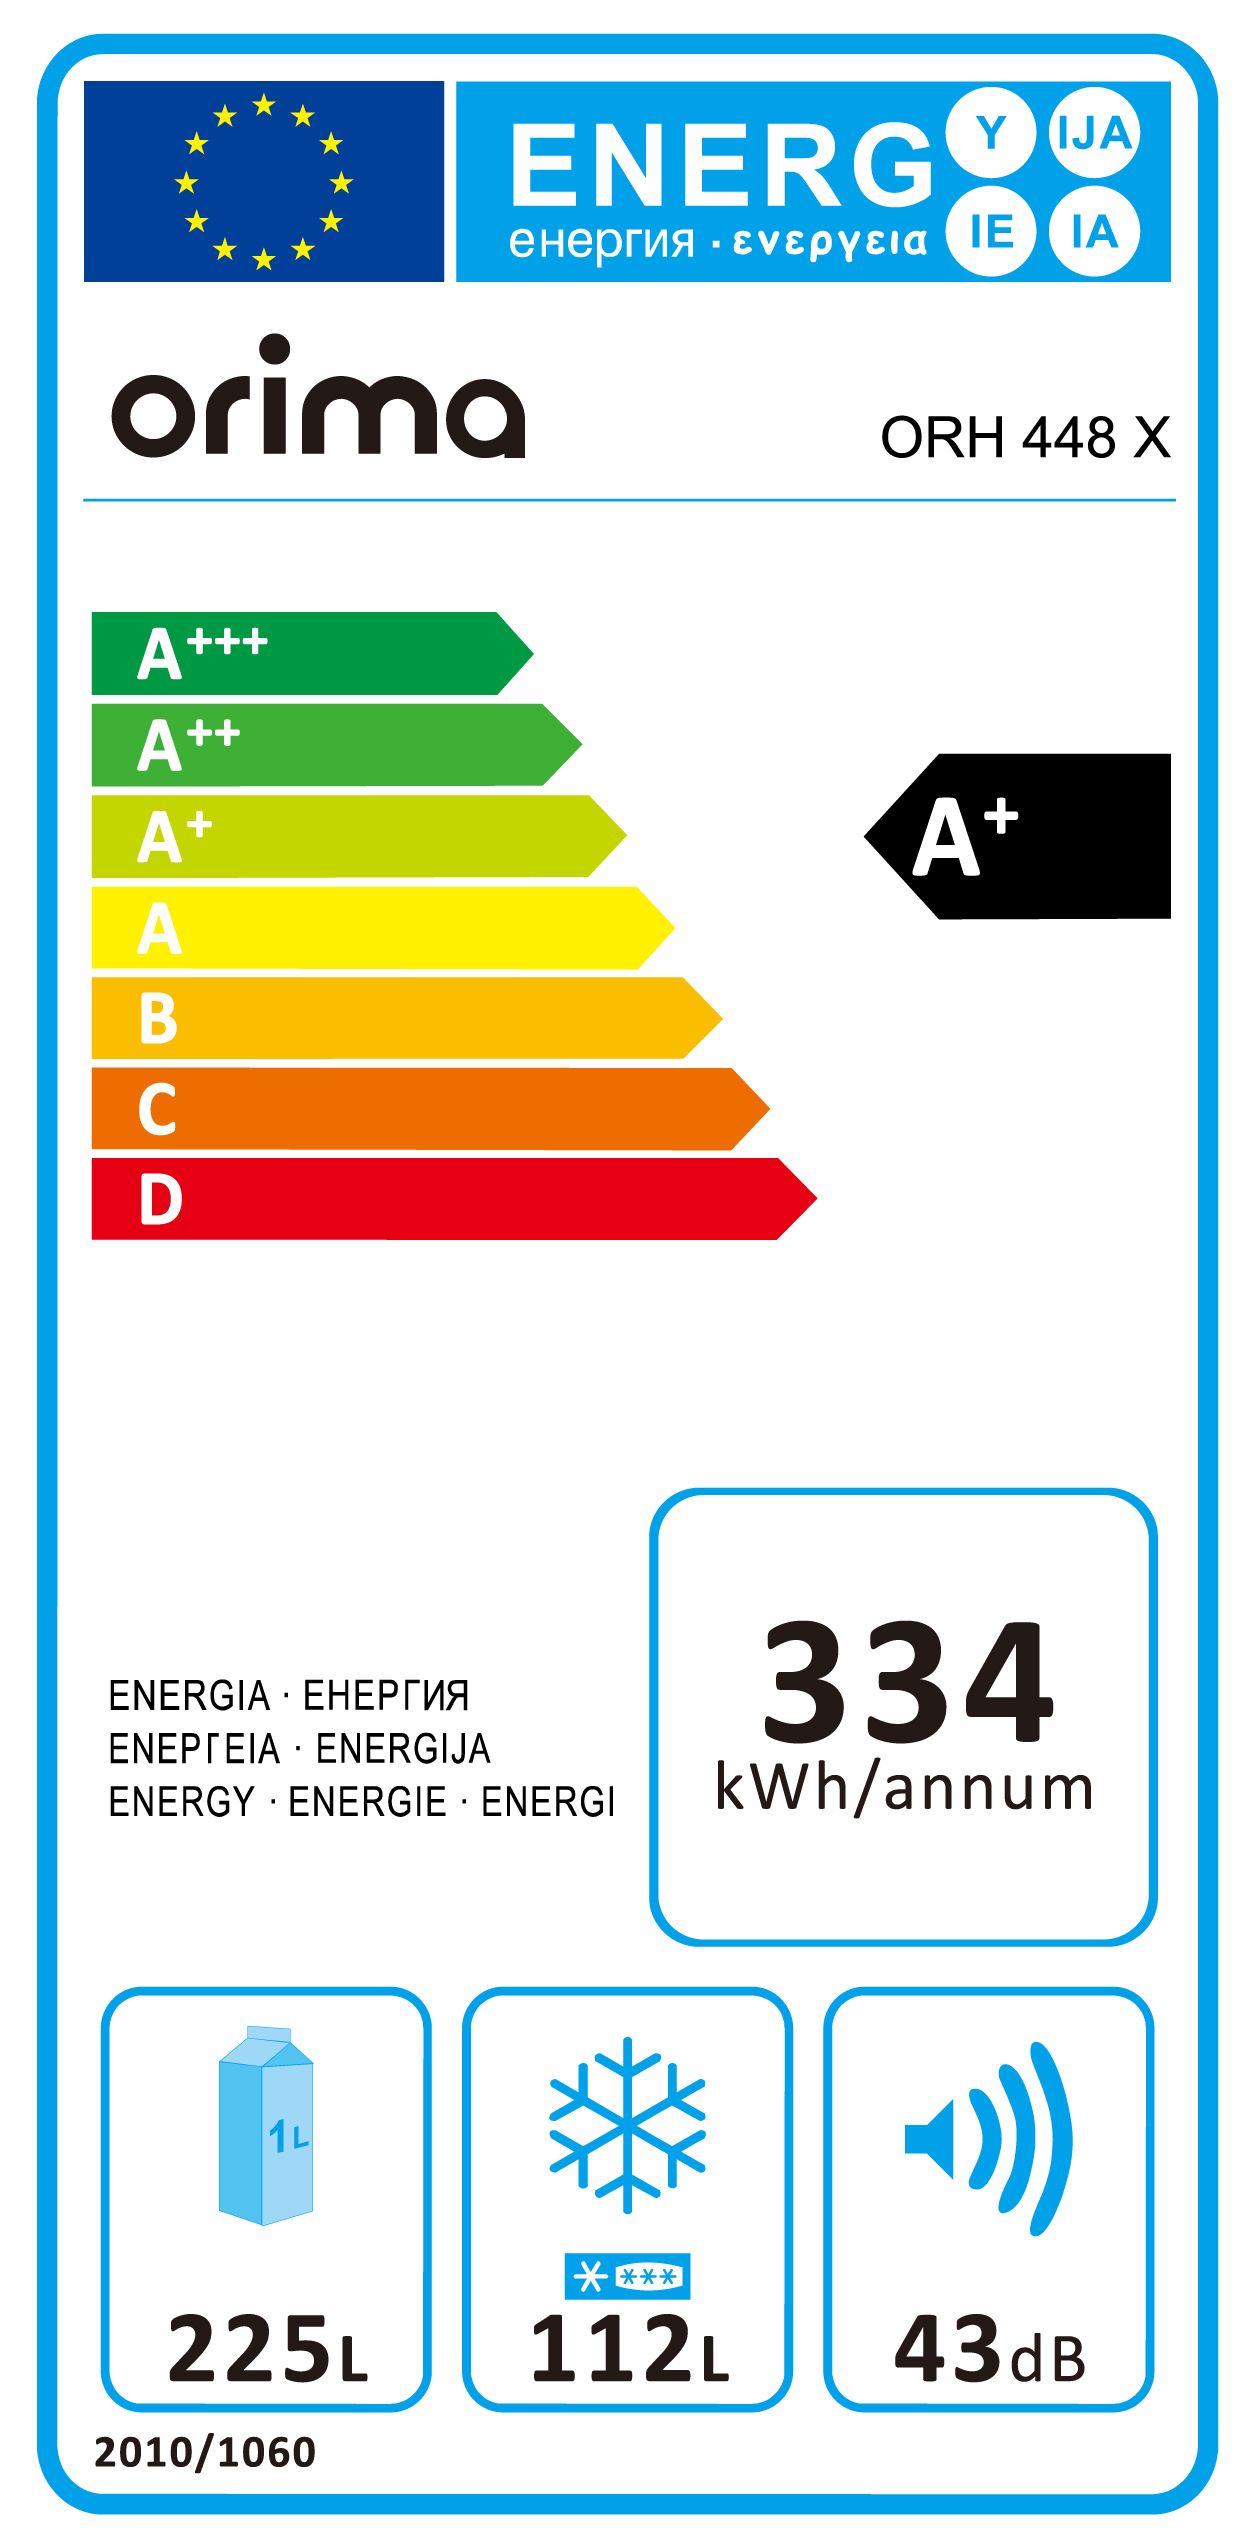 ENERG Y IJA
енергия · ενεργεια IE IA
orima
ORH 448 X
A+++
A++
A+
A
B
C
D
A+
334
kWh/annum
ENERGIA · ЕНЕРГИЯ
ΕΝΕΡΓΕΙΑ · ENERGIJA
ENERGY · ENERGIE · ENERGI
1L
225L
112L
43dB
2010/1060